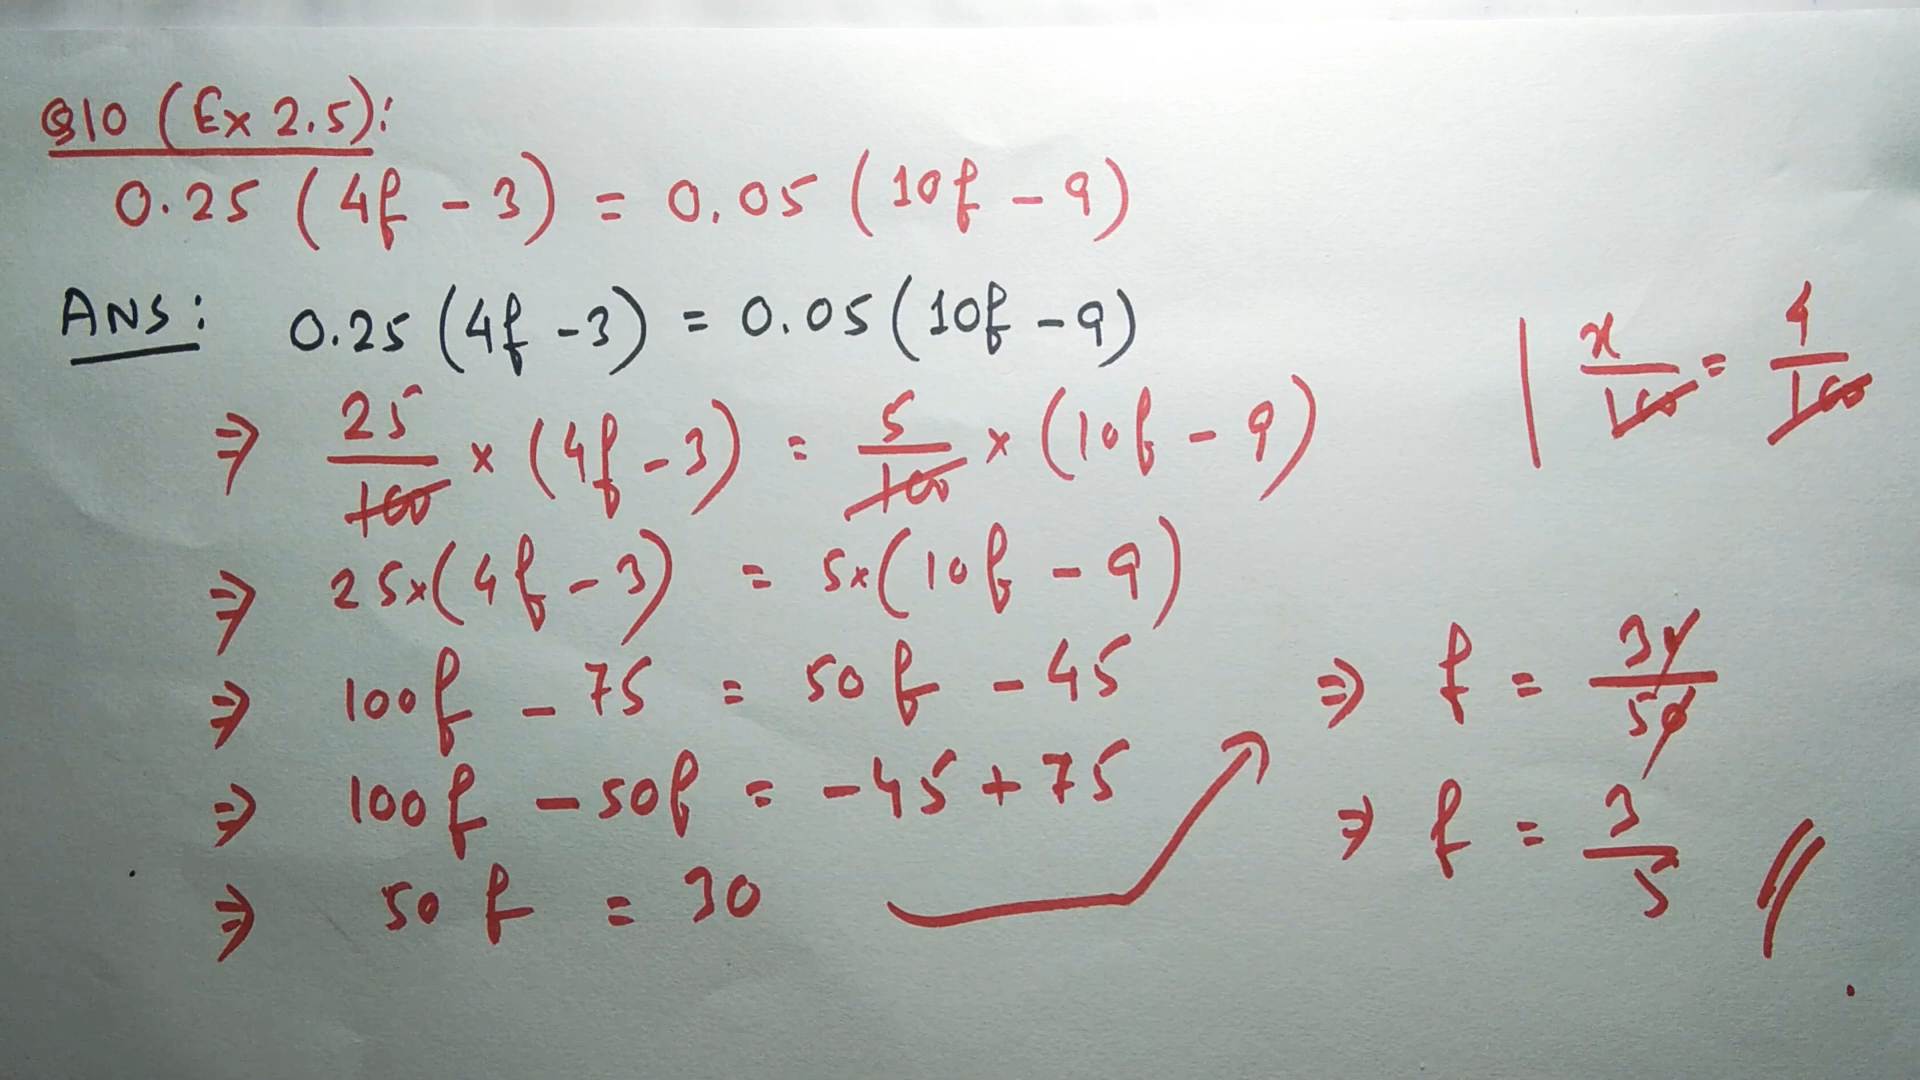 Q10 (Ex 2.5):
0.25 (4f - 3) = 0.05 (10f - 9)
ANS: 0.25 (4f - 3) = 0.05 (10f - 9)
⇒ 25/100 × (4f - 3) = 5/100 × (10f - 9)
| x/100 = 4/100
⇒ 25×(4f - 3) = 5×(10f - 9)
⇒ 100f - 75 = 50f - 45
⇒ 100f - 50f = -45 + 75
⇒ 50f = 30
⇒ f = 30/50
⇒ f = 3/5 //